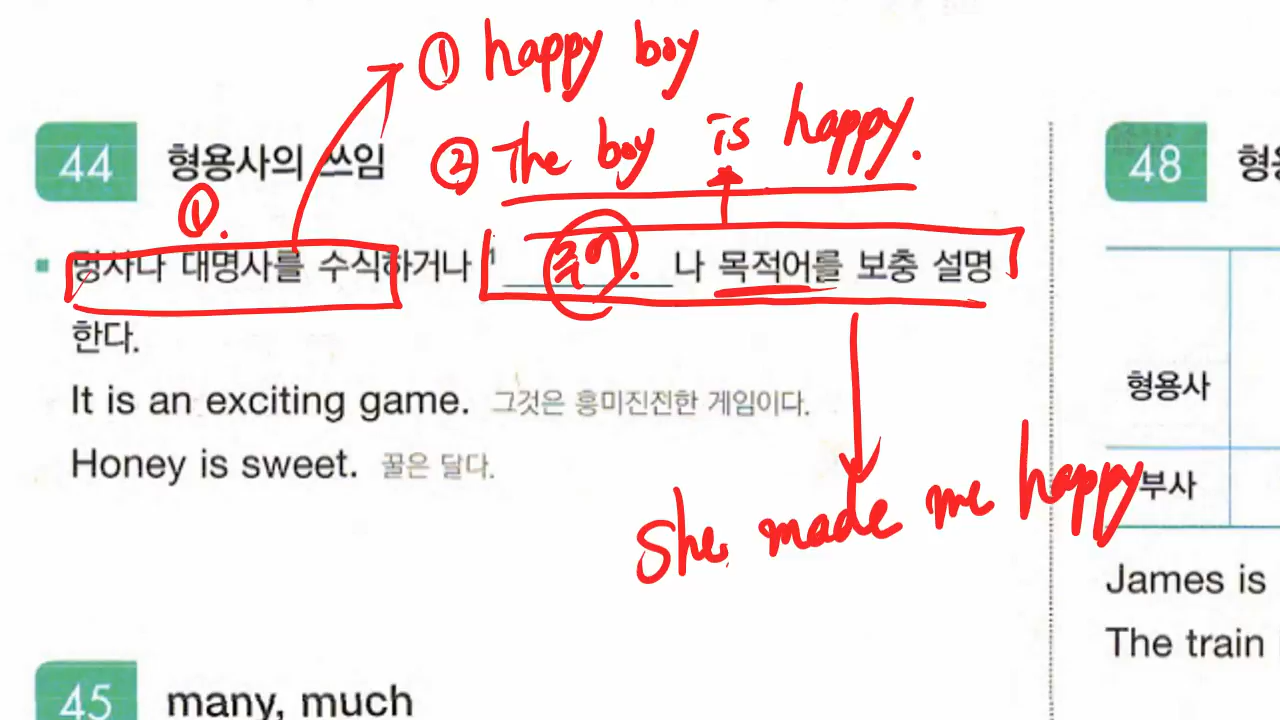 ① happy boy
② The boy is happy.
44 형용사의 쓰임
①.
명사나 대명사를 수식하거나 1 주어. 나 목적어를 보충 설명
한다.
It is an exciting game. 그것은 흥미진진한 게임이다.
Honey is sweet. 꿀은 달다.
She made me happy
45 many, much
48 형용
형용사
부사
James is
The train